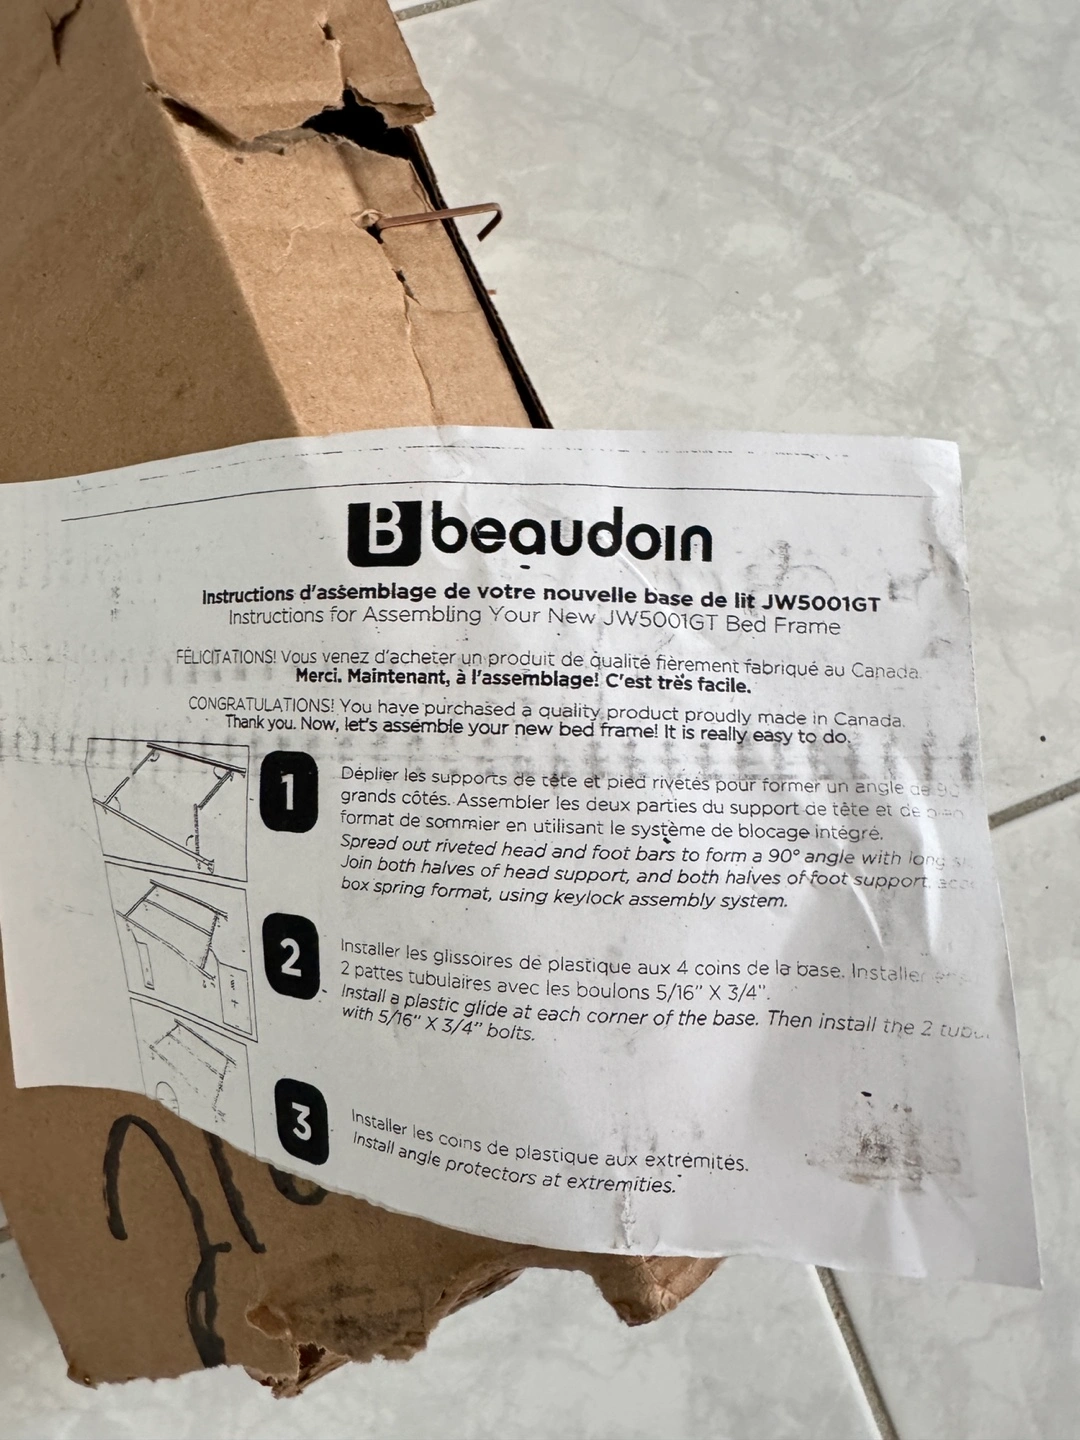 B beaudoin
Instructions d'assemblage de votre nouvelle base de lit JW5001GT
Instructions for Assembling Your New JW5001GT Bed Frame
FÉLICITATIONS! Vous venez d'acheter un produit de qualité fièrement fabriqué au Canada.
Merci. Maintenant, à l'assemblage! C'est très facile.
CONGRATULATIONS! You have purchased a quality product proudly made in Canada.
Thank you. Now, let's assemble your new bed frame! It is really easy to do.
1
Déplier les supports de tête et pied rivetés pour former un angle de
grands côtés. Assembler les deux parties du support de tête et de
format de sommier en utilisant le système de blocage intégré.
Spread out riveted head and foot bars to form a 90° angle with long
Join both halves of head support, and both halves of foot support,
box spring format, using keylock assembly system.
2
Installer les glissoires de plastique aux 4 coins de la base. Installer
2 pattes tubulaires avec les boulons 5/16" X 3/4".
Install a plastic glide at each corner of the base. Then install the 2
with 5/16" X 3/4" bolts.
3
Installer les coins de plastique aux extrémités.
Install angle protectors at extremities.